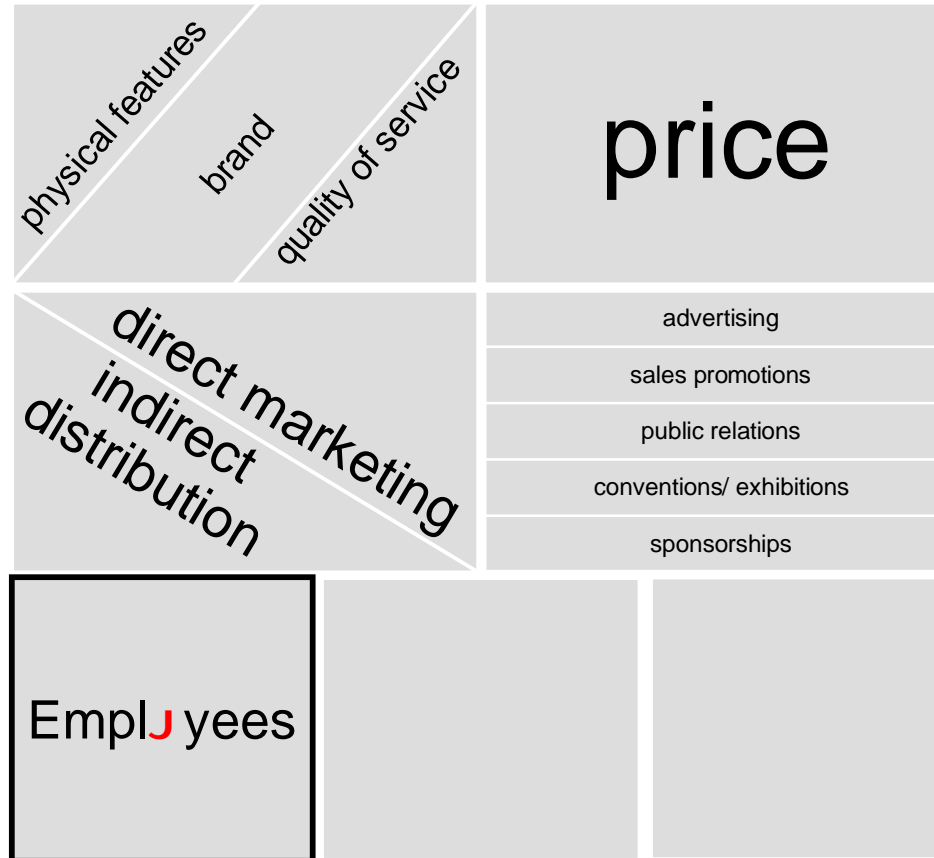 physical features
brand
quality of service
price
direct marketing
indirect
distribution
advertising
sales promotions
public relations
conventions/ exhibitions
sponsorships
Emplᴊ yees